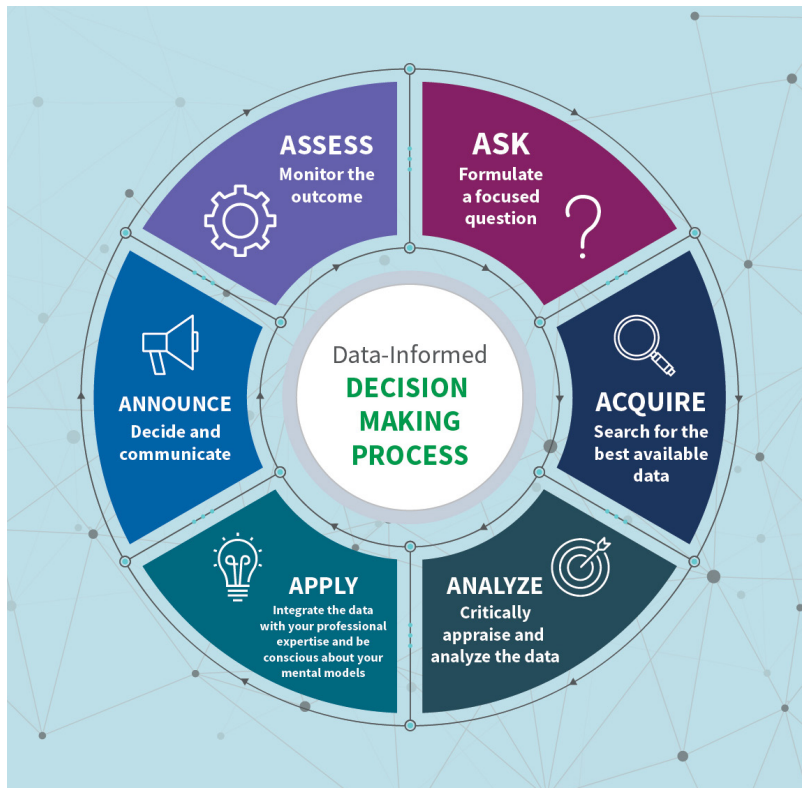 Data-Informed
DECISION
MAKING
PROCESS
ASK
Formulate
a focused
question
ACQUIRE
Search for the
best available
data
ANALYZE
Critically
appraise and
analyze the data
APPLY
Integrate the data
with your professional
expertise and be
conscious about your
mental models
ANNOUNCE
Decide and
communicate
ASSESS
Monitor the
outcome